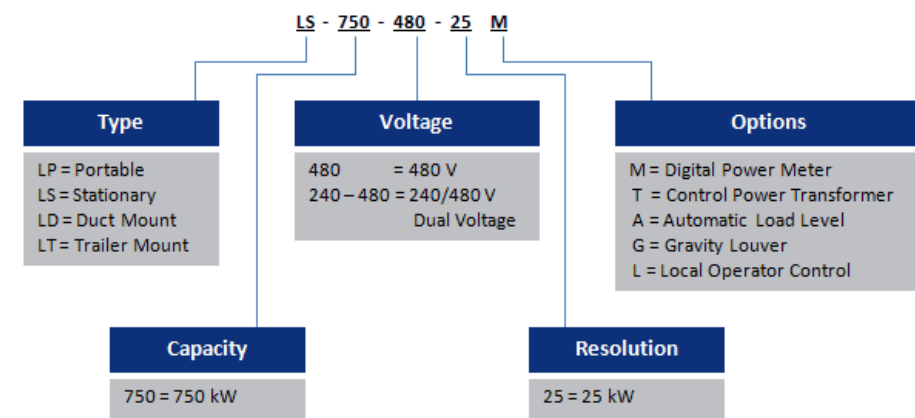 LS - 750 - 480 - 25 M
Type
LP = Portable
LS = Stationary
LD = Duct Mount
LT = Trailer Mount
Voltage
480 = 480 V
240 – 480 = 240/480 V
Dual Voltage
Options
M = Digital Power Meter
T = Control Power Transformer
A = Automatic Load Level
G = Gravity Louver
L = Local Operator Control
Capacity
750 = 750 kW
Resolution
25 = 25 kW